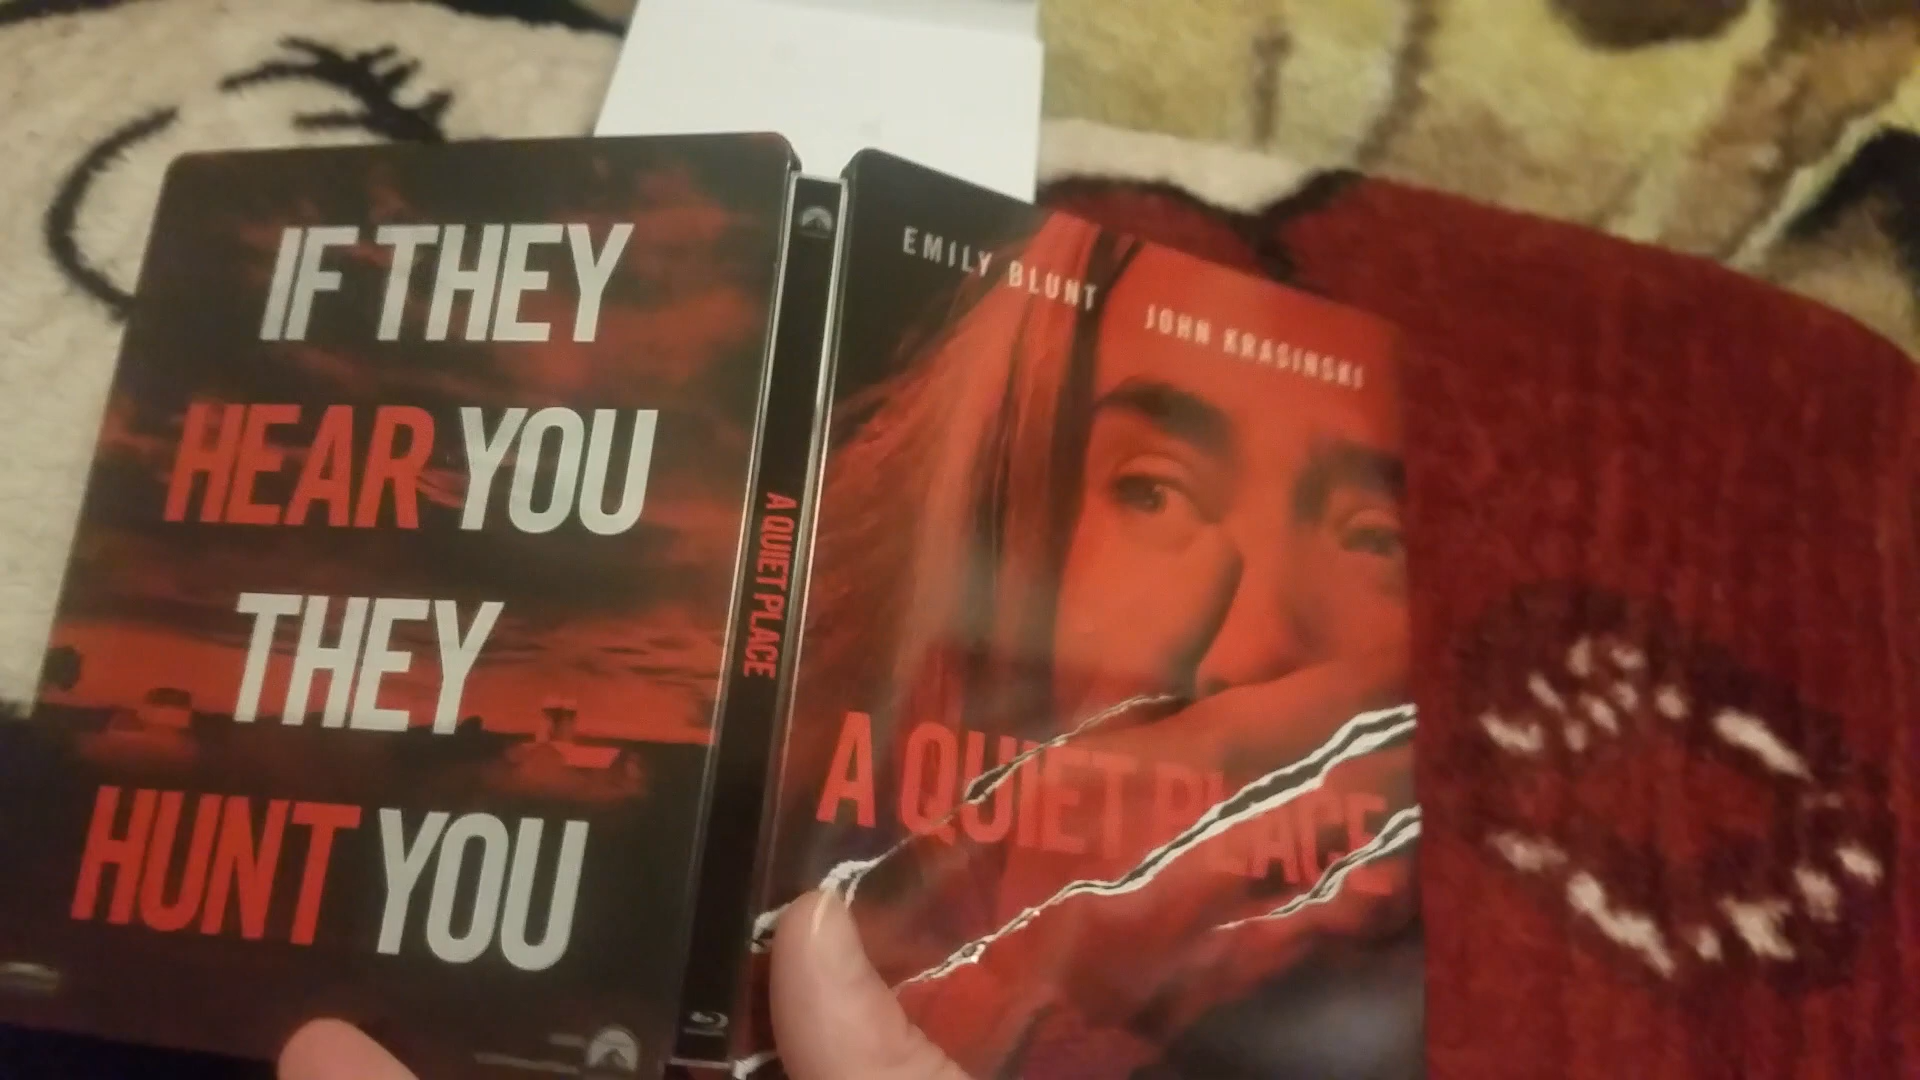 IF THEY
HEAR YOU
THEY
HUNT YOU
A QUIET PLACE
EMILY BLUNT
JOHN KRASINSKI
A QUIET PLACE